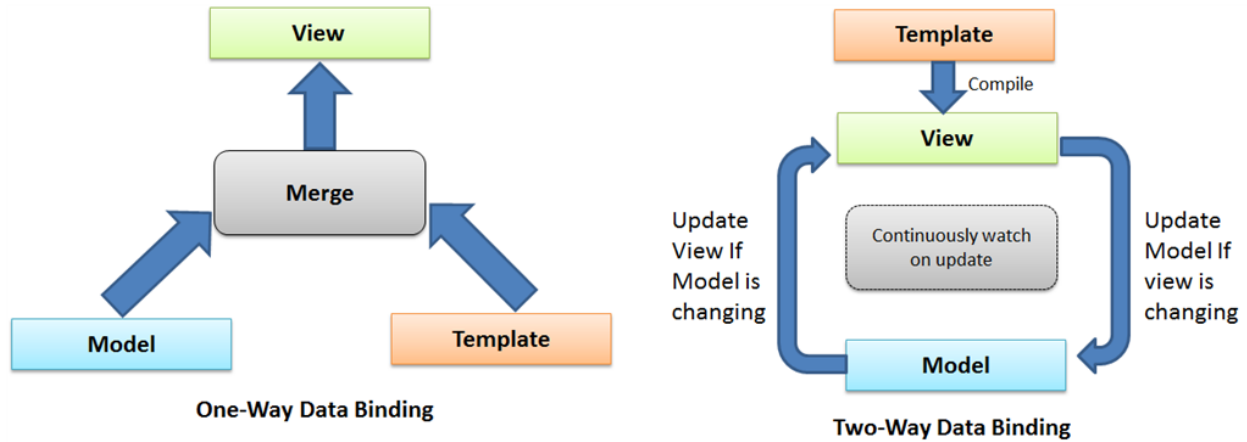 View
Merge
Model
Template
One-Way Data Binding
Template
Compile
View
Update
View If
Model is
changing
Continuously watch
on update
Update
Model If
view is
changing
Model
Two-Way Data Binding